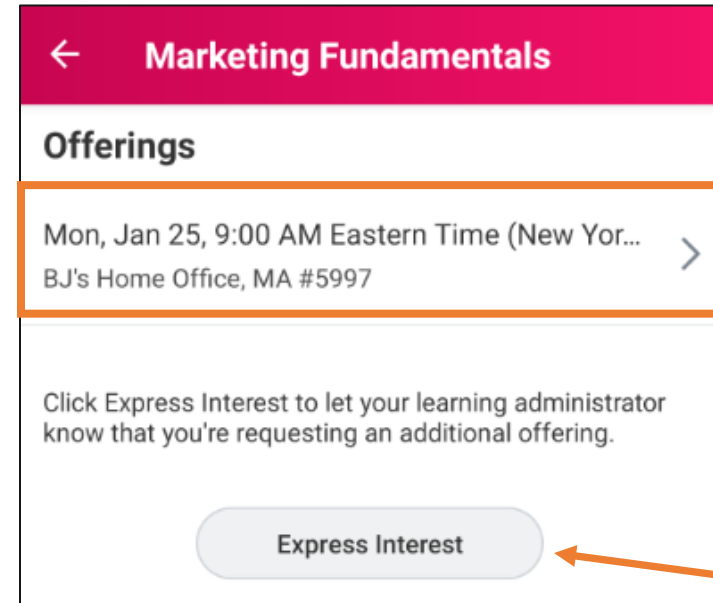 Marketing Fundamentals
Offerings
Mon, Jan 25, 9:00 AM Eastern Time (New Yor...
BJ's Home Office, MA #5997
Click Express Interest to let your learning administrator
know that you're requesting an additional offering.
Express Interest